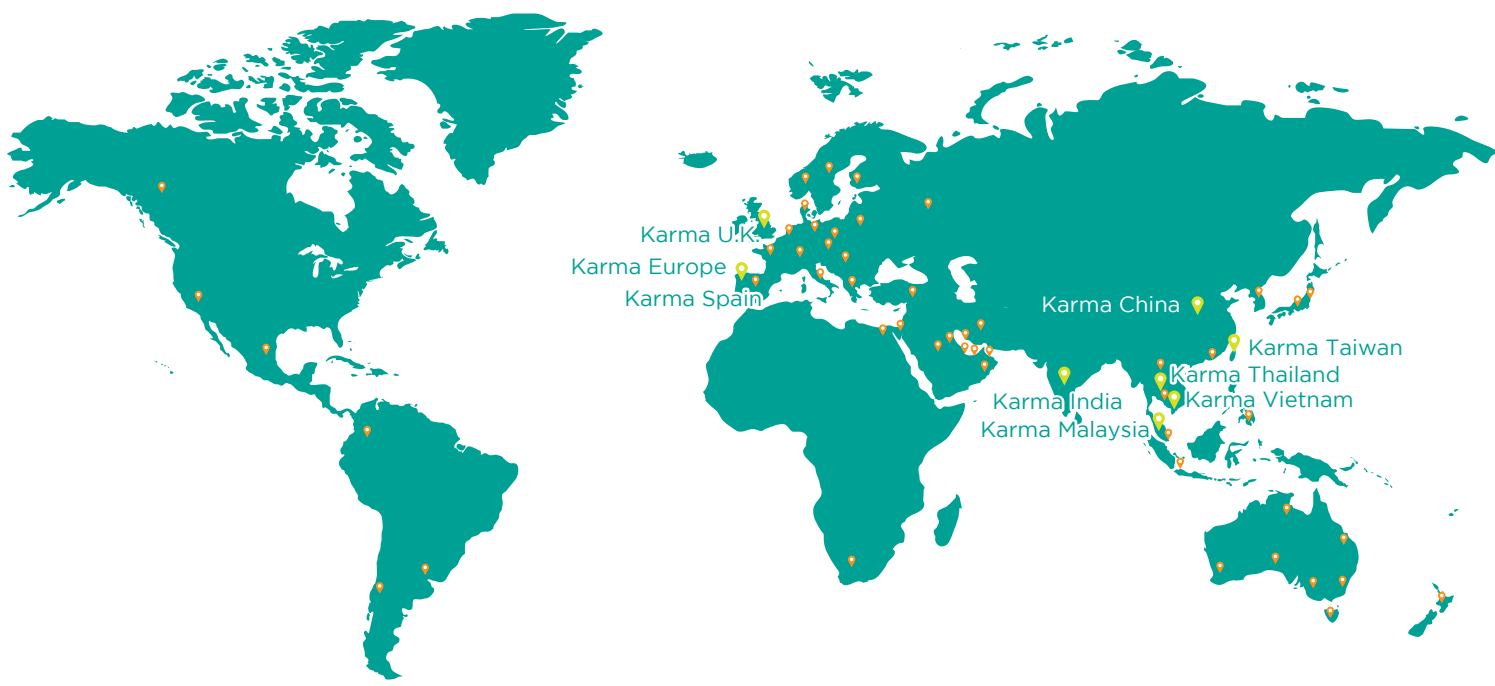 Karma U.K.
Karma Europe
Karma Spain
Karma China
Karma Taiwan
Karma Thailand
Karma Vietnam
Karma India
Karma Malaysia